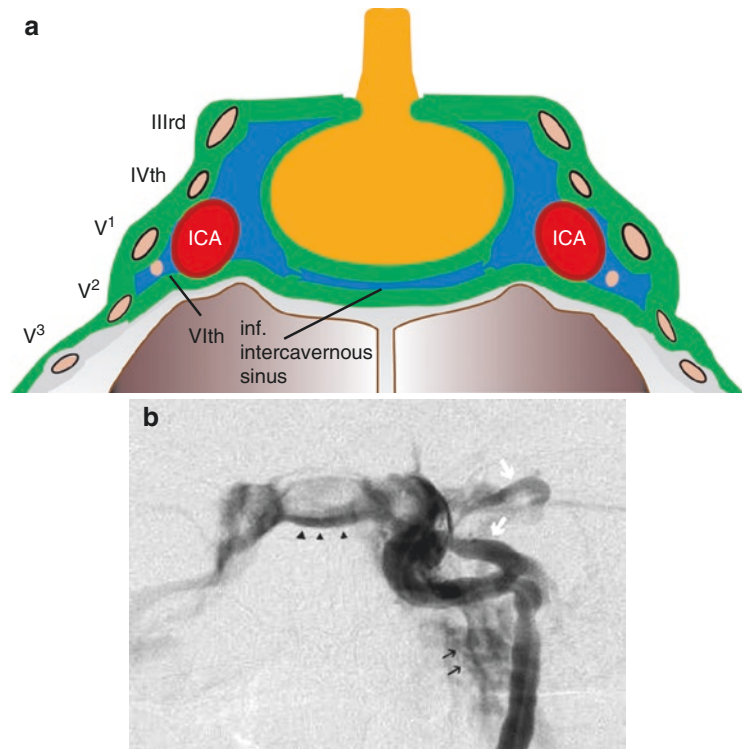 a
IIIrd
IVth
V¹
ICA
ICA
V²
V³
VIth
inf.
intercavernous
sinus
b